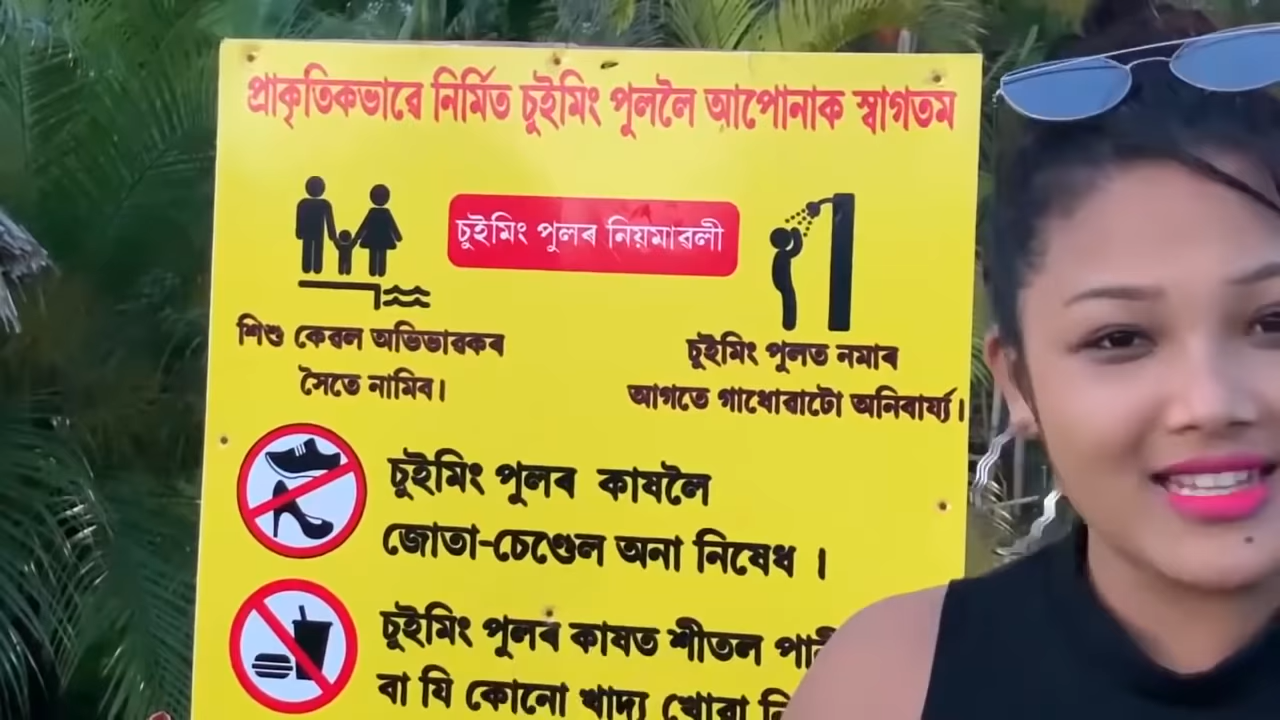 প্ৰাকৃতিকভাৱে নিৰ্মিত চুইমিং পুললৈ আপোনাক স্বাগতম
চুইমিং পুলৰ নিয়মাৱলী
শিশু কেৱল অভিভাৱকৰ
সৈতে নামিব।
চুইমিং পুলত নমাৰ
আগতে গাধোৱাটো অনিবাৰ্য্য।
চুইমিং পুলৰ কাষলৈ
জোতা-চেণ্ডেল অনা নিষেধ ।
চুইমিং পুলৰ কাষত শীতল
বা যি কোনো খাদ্য খোৱা